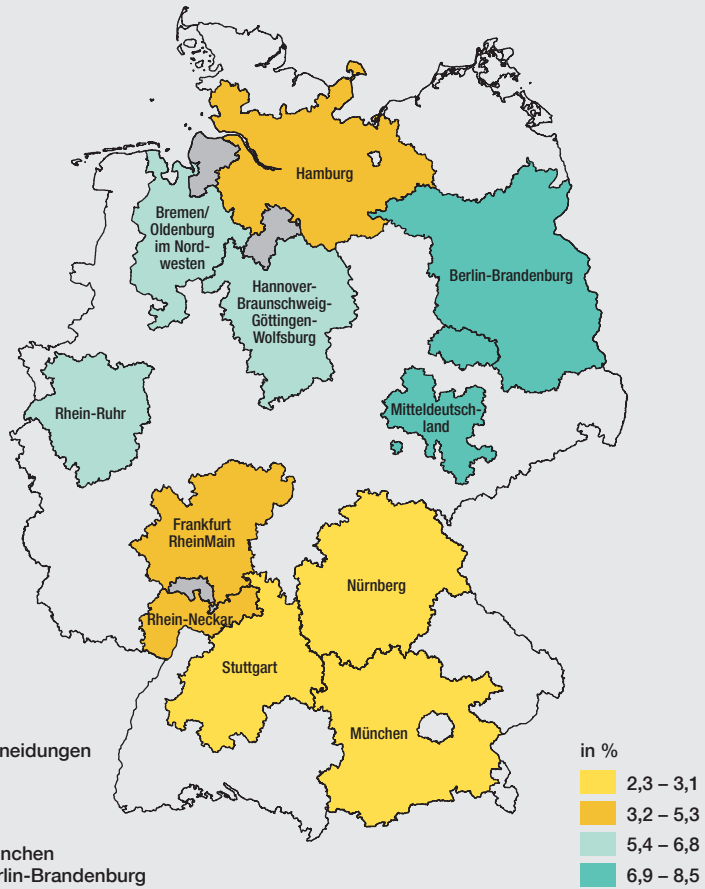 Hamburg
Bremen/
Oldenburg
im Nord-
westen
Berlin-Brandenburg
Hannover-
Braunschweig-
Göttingen-
Wolfsburg
Rhein-Ruhr
Mitteldeutsch-
land
Frankfurt
RheinMain
Nürnberg
Rhein-Neckar
Stuttgart
München
neidungen
nchen
rlin-Brandenburg
in %
2,3 – 3,1
3,2 – 5,3
5,4 – 6,8
6,9 – 8,5